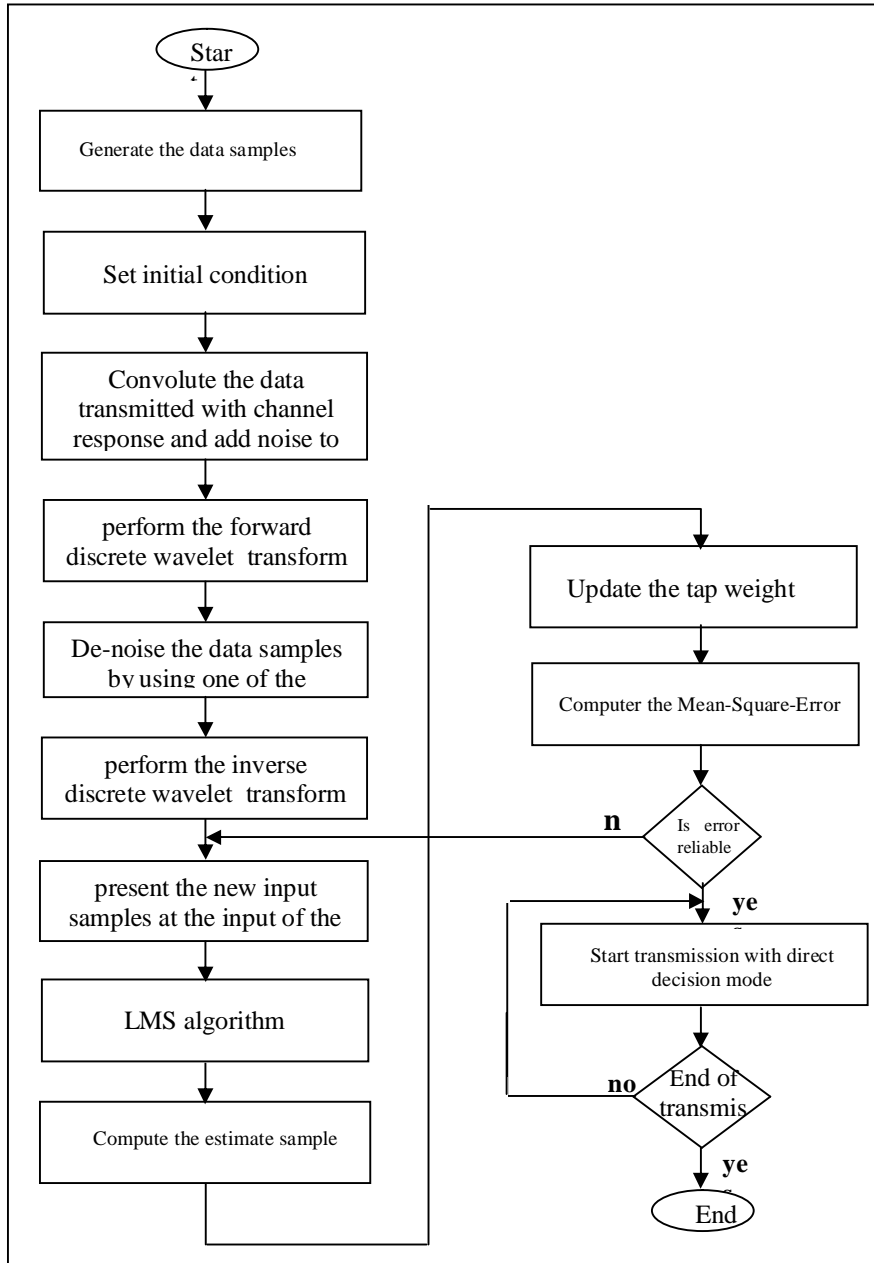 Star
Generate the data samples
Set initial condition
Convolute the data
transmitted with channel
response and add noise to
perform the forward
discrete wavelet transform
De-noise the data samples
by using one of the
perform the inverse
discrete wavelet transform
present the new input
samples at the input of the
LMS algorithm
Compute the estimate sample
Update the tap weight
Computer the Mean-Square-Error
Is error
reliable
n
ye
Start transmission with direct
decision mode
End of
transmis
no
ye
End